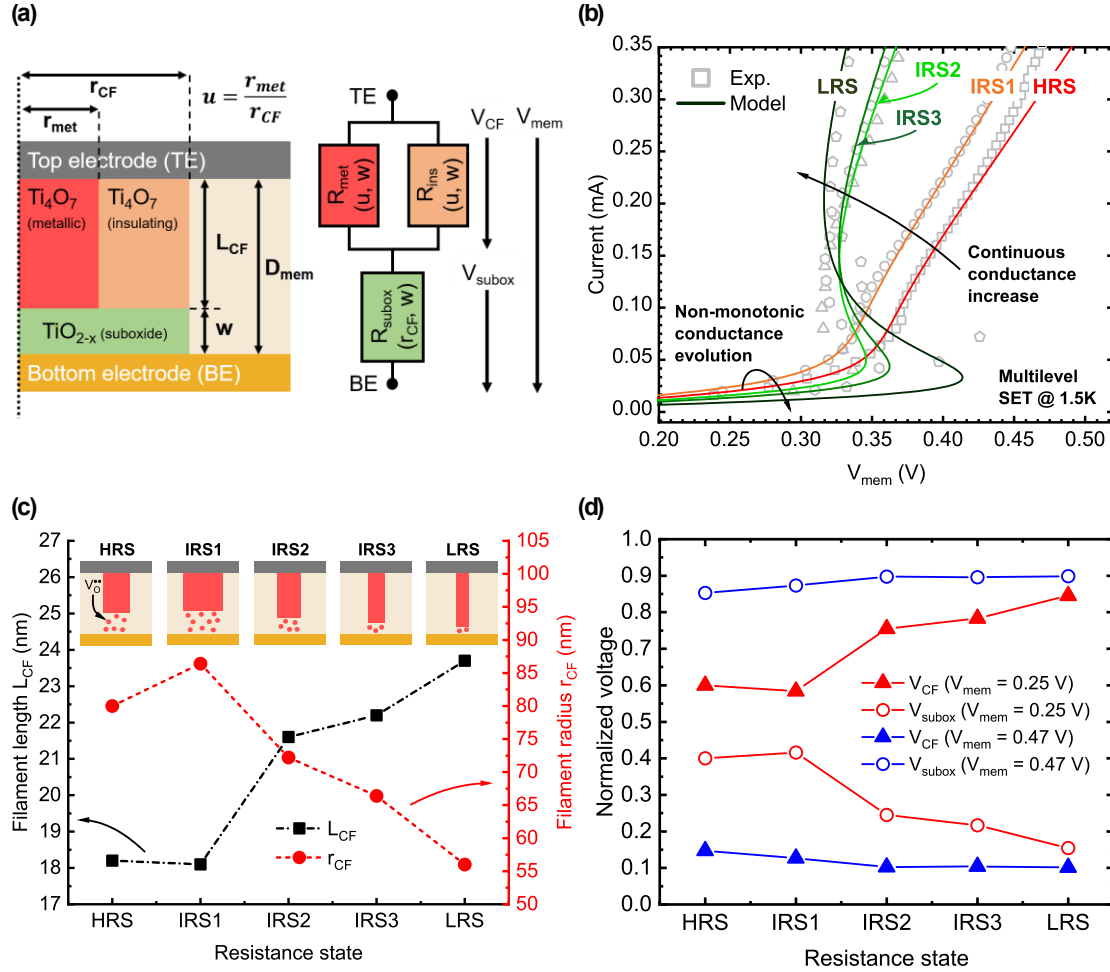 (a)
r_CF
r_met
u = r_met / r_CF
Top electrode (TE)
Ti4O7
(metallic)
Ti4O7
(insulating)
L_CF
D_mem
TiO2-x (suboxide)
w
Bottom electrode (BE)
TE
R_met
(u, w)
R_ins
(u, w)
R_subox
(r_CF, w)
BE
V_CF
V_mem
V_subox
(b)
0.35
0.30
0.25
0.20
0.15
0.10
0.05
0.00
Current (mA)
Exp.
Model
LRS
IRS2
IRS3
IRS1
HRS
Continuous
conductance
increase
Non-monotonic
conductance
evolution
Multilevel
SET @ 1.5K
0.20 0.25 0.30 0.35 0.40 0.45 0.50
V_mem (V)
(c)
27
26
25
24
23
22
21
20
19
18
17
Filament length L_CF (nm)
HRS IRS1 IRS2 IRS3 LRS
V_O^••
L_CF
r_CF
105
100
95
90
85
80
75
70
65
60
55
50
Filament radius r_CF (nm)
HRS IRS1 IRS2 IRS3 LRS
Resistance state
(d)
1.0
0.9
0.8
0.7
0.6
0.5
0.4
0.3
0.2
0.1
0.0
Normalized voltage
V_CF (V_mem = 0.25 V)
V_subox (V_mem = 0.25 V)
V_CF (V_mem = 0.47 V)
V_subox (V_mem = 0.47 V)
HRS IRS1 IRS2 IRS3 LRS
Resistance state